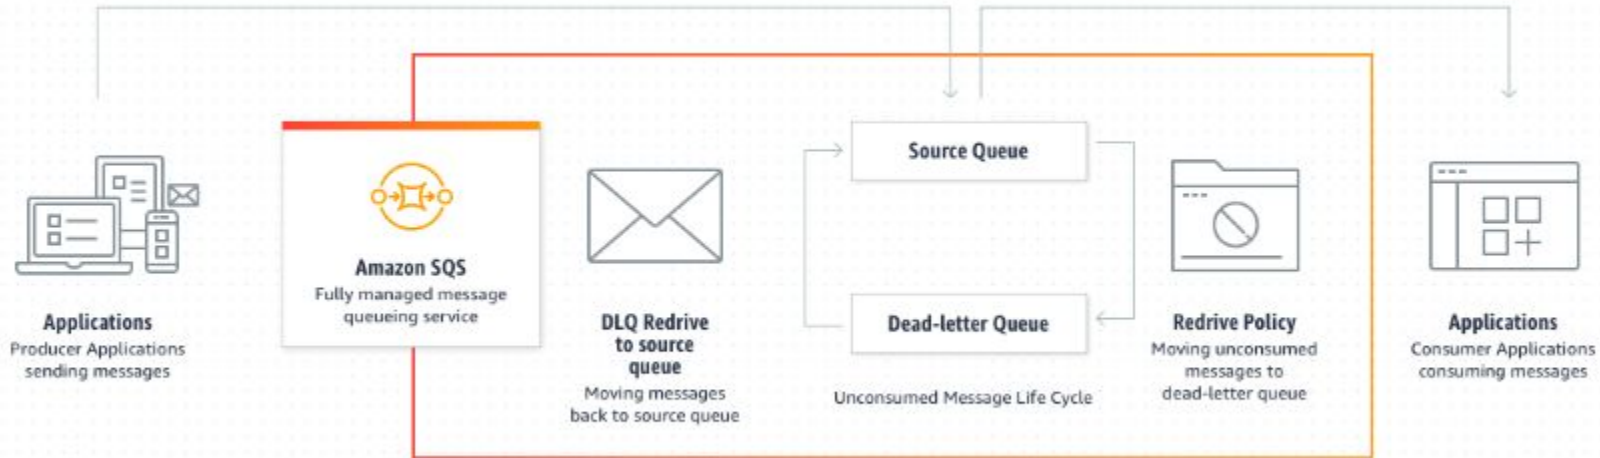 Applications
Producer Applications
sending messages
Amazon SQS
Fully managed message
queueing service
DLQ Redrive
to source
queue
Moving messages
back to source queue
Source Queue
Dead-letter Queue
Unconsumed Message Life Cycle
Redrive Policy
Moving unconsumed
messages to
dead-letter queue
Applications
Consumer Applications
consuming messages